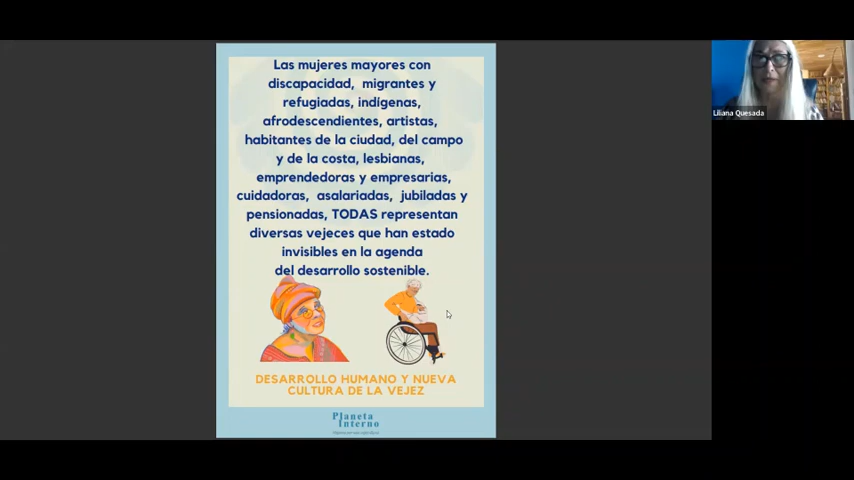 Las mujeres mayores con
discapacidad, migrantes y
refugiadas, indígenas,
afrodescendientes, artistas,
habitantes de la ciudad, del campo
y de la costa, lesbianas,
emprendedoras y empresarias,
cuidadoras, asalariadas, jubiladas y
pensionadas, TODAS representan
diversas vejeces que han estado
invisibles en la agenda
del desarrollo sostenible.
DESARROLLO HUMANO Y NUEVA
CULTURA DE LA VEJEZ
Planeta
Interno
Liliana Quesada